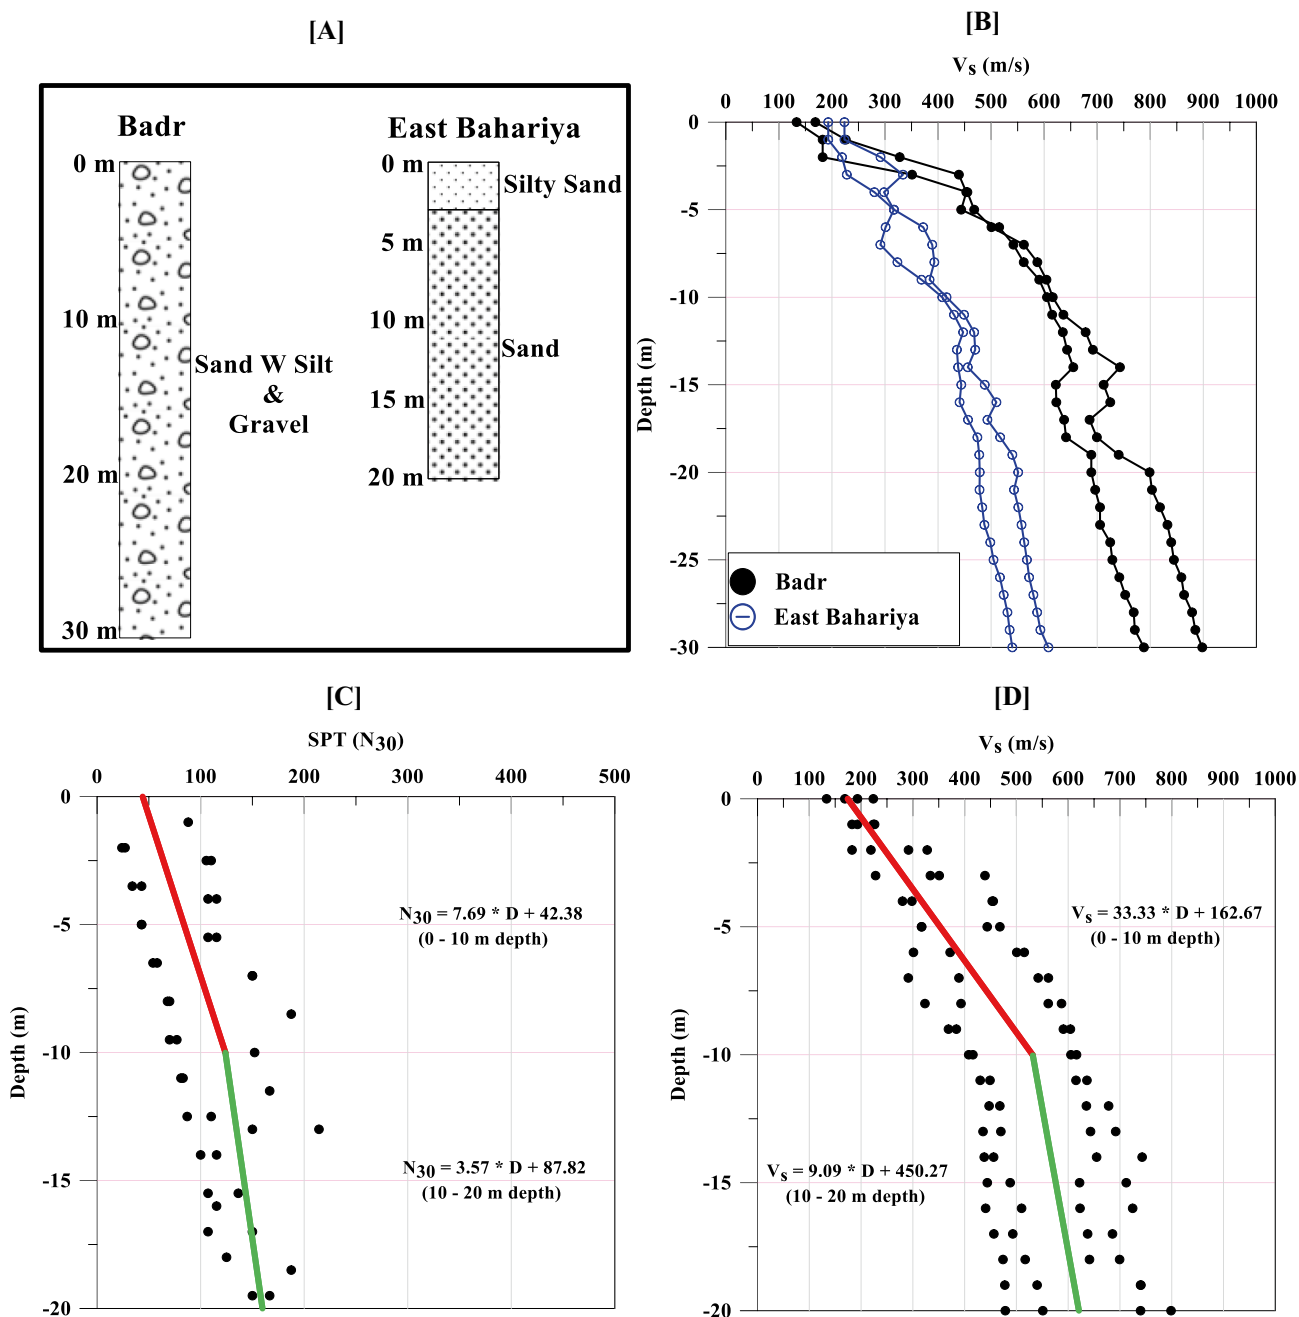 [A]
Badr
East Bahariya
0 m
10 m
20 m
30 m
Sand W Silt
&
Gravel
0 m
5 m
10 m
15 m
20 m
Silty Sand
Sand
[B]
Vs (m/s)
0 100 200 300 400 500 600 700 800 900 1000
0
-5
-10
-15
-20
-25
-30
Depth (m)
Badr
East Bahariya
[C]
SPT (N30)
0 100 200 300 400 500
0
-5
-10
-15
-20
Depth (m)
N30 = 7.69 * D + 42.38
(0 - 10 m depth)
N30 = 3.57 * D + 87.82
(10 - 20 m depth)
[D]
Vs (m/s)
0 100 200 300 400 500 600 700 800 900 1000
0
-5
-10
-15
-20
Depth (m)
Vs = 33.33 * D + 162.67
(0 - 10 m depth)
Vs = 9.09 * D + 450.27
(10 - 20 m depth)